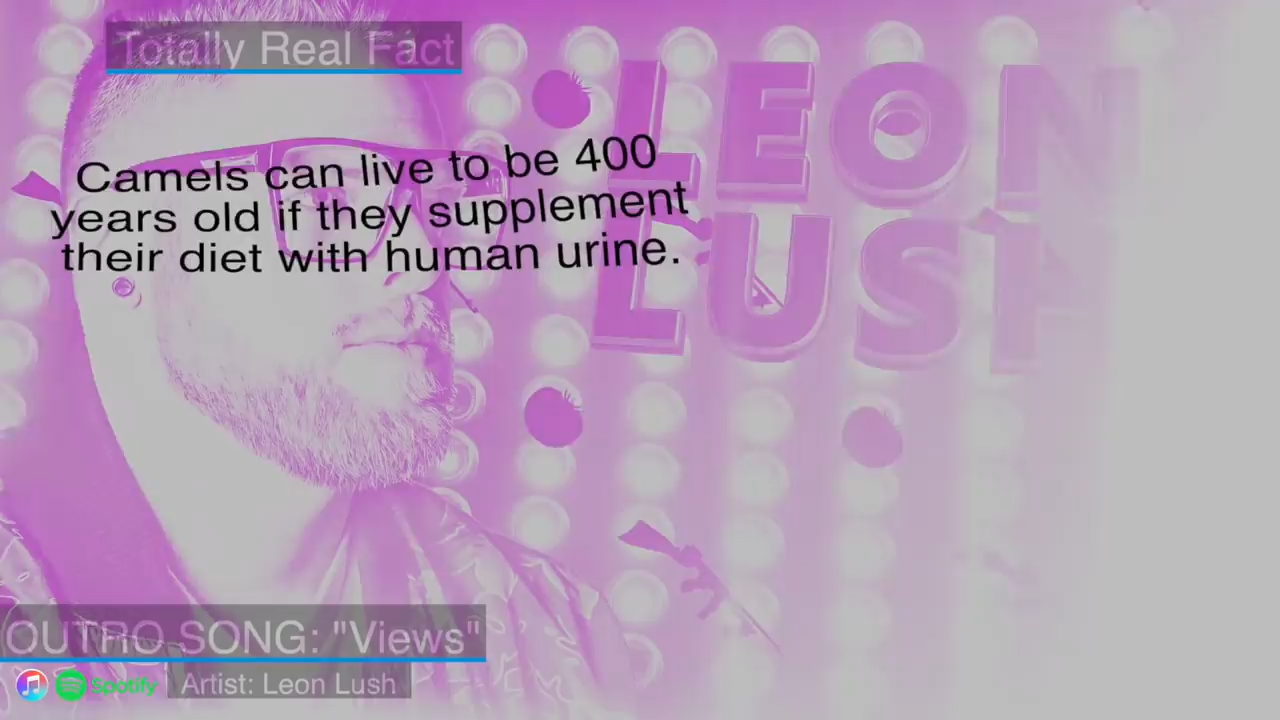 Totally Real Fact
LEON
LUSH
Camels can live to be 400
years old if they supplement
their diet with human urine.
OUTRO SONG: "Views"
Spotify
Artist: Leon Lush